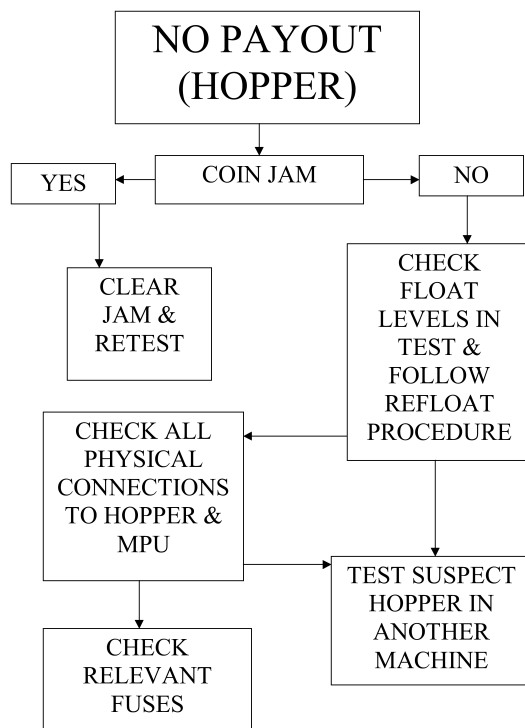 NO PAYOUT
(HOPPER)
YES
COIN JAM
NO
CLEAR
JAM &
RETEST
CHECK
FLOAT
LEVELS IN
TEST &
FOLLOW
REFLOAT
PROCEDURE
CHECK ALL
PHYSICAL
CONNECTIONS
TO HOPPER &
MPU
TEST SUSPECT
HOPPER IN
ANOTHER
MACHINE
CHECK
RELEVANT
FUSES